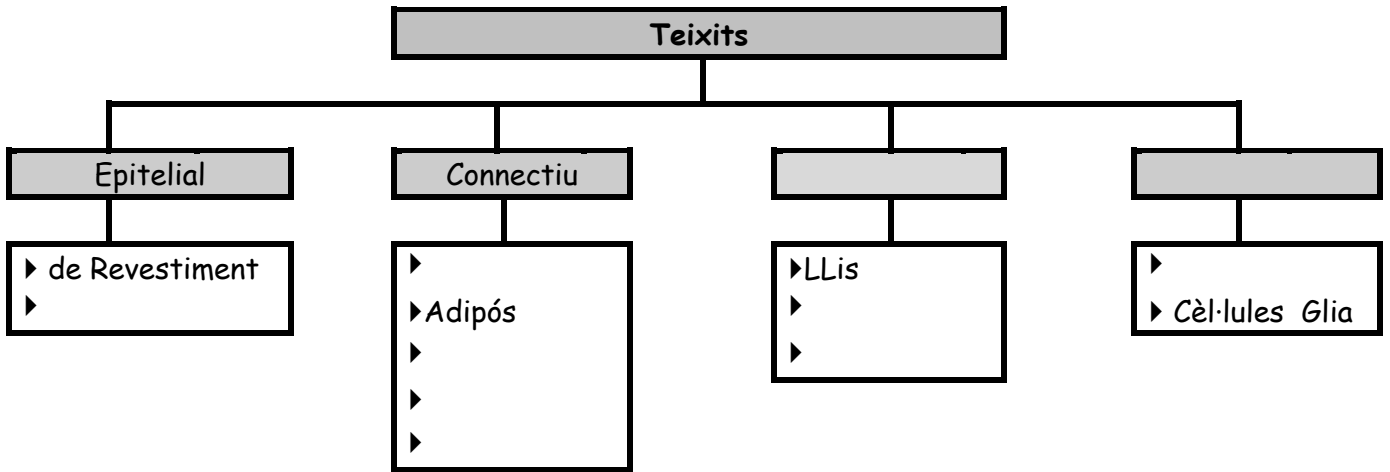 Teixits
Epitelial
Connectiu
de Revestiment
Adipós
LLis
Cèl·lules Glia